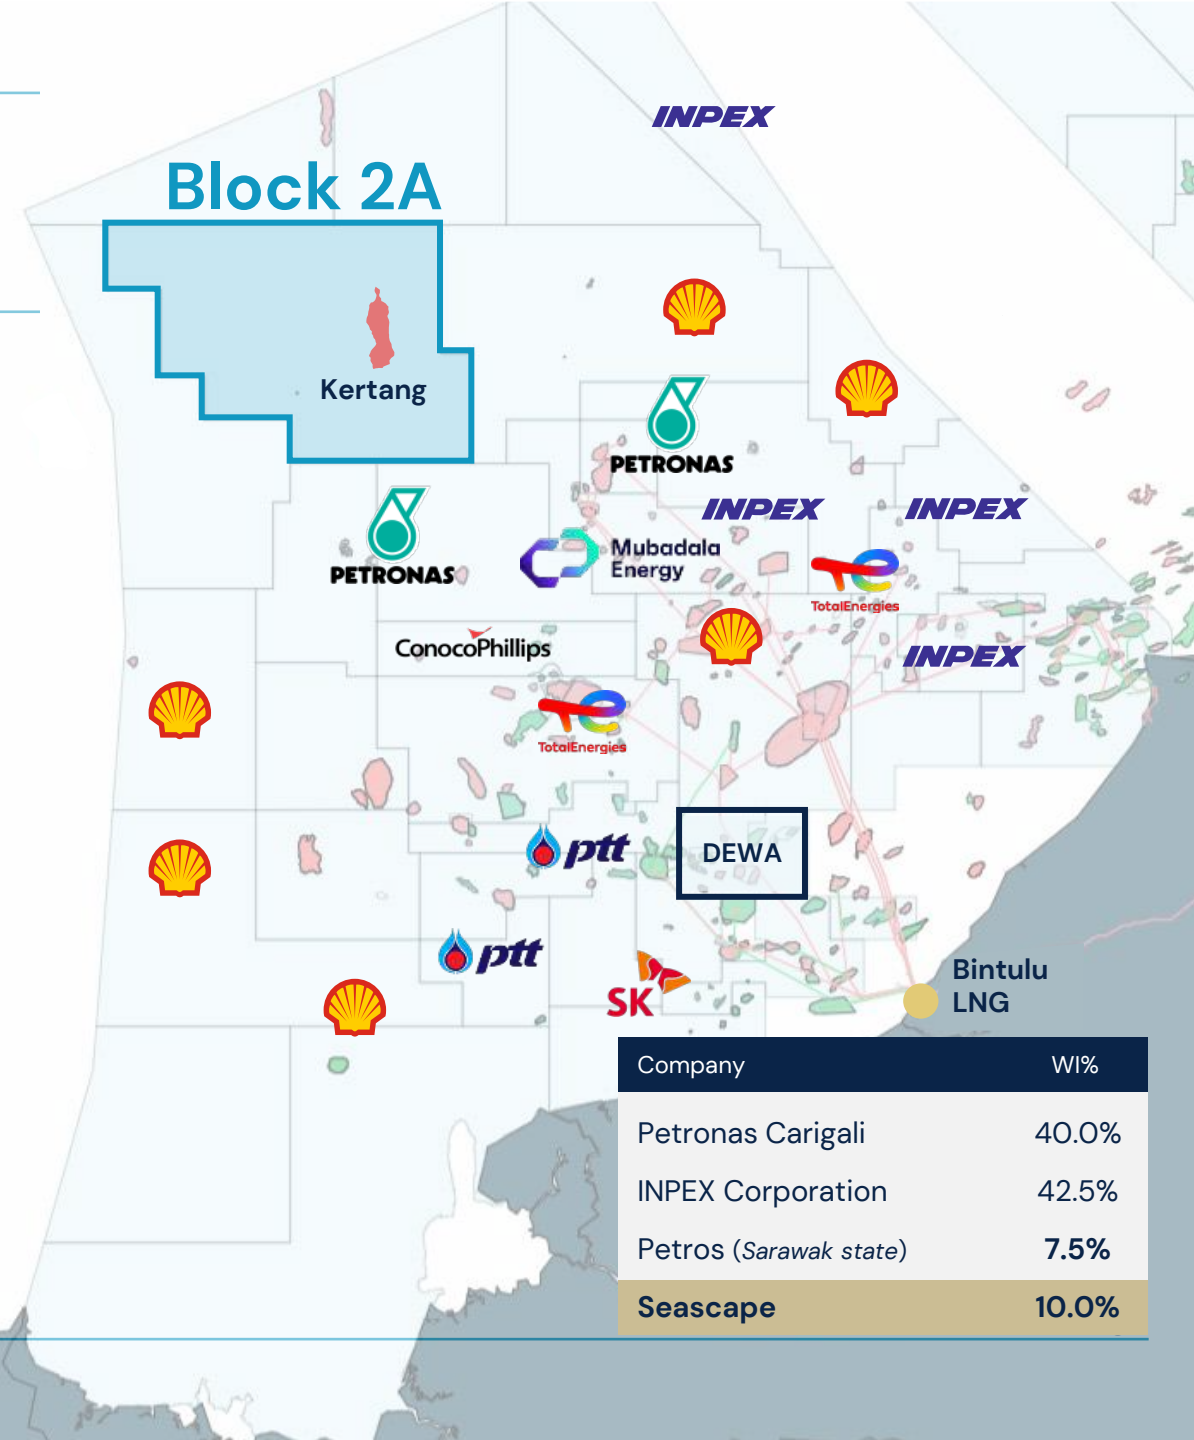 INPEX
Block 2A
Kertang
PETRONAS
INPEX
INPEX
PETRONAS
Mubadala
Energy
TotalEnergies
ConocoPhillips
INPEX
TotalEnergies
ptt
DEWA
ptt
SK
Bintulu
LNG
Company WI%
Petronas Carigali 40.0%
INPEX Corporation 42.5%
Petros (Sarawak state) 7.5%
Seascape 10.0%